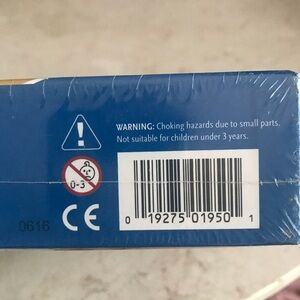 WARNING: Choking hazards due to small parts.
Not suitable for children under 3 years.
0-3
0616
CE
0 19275 01950 1